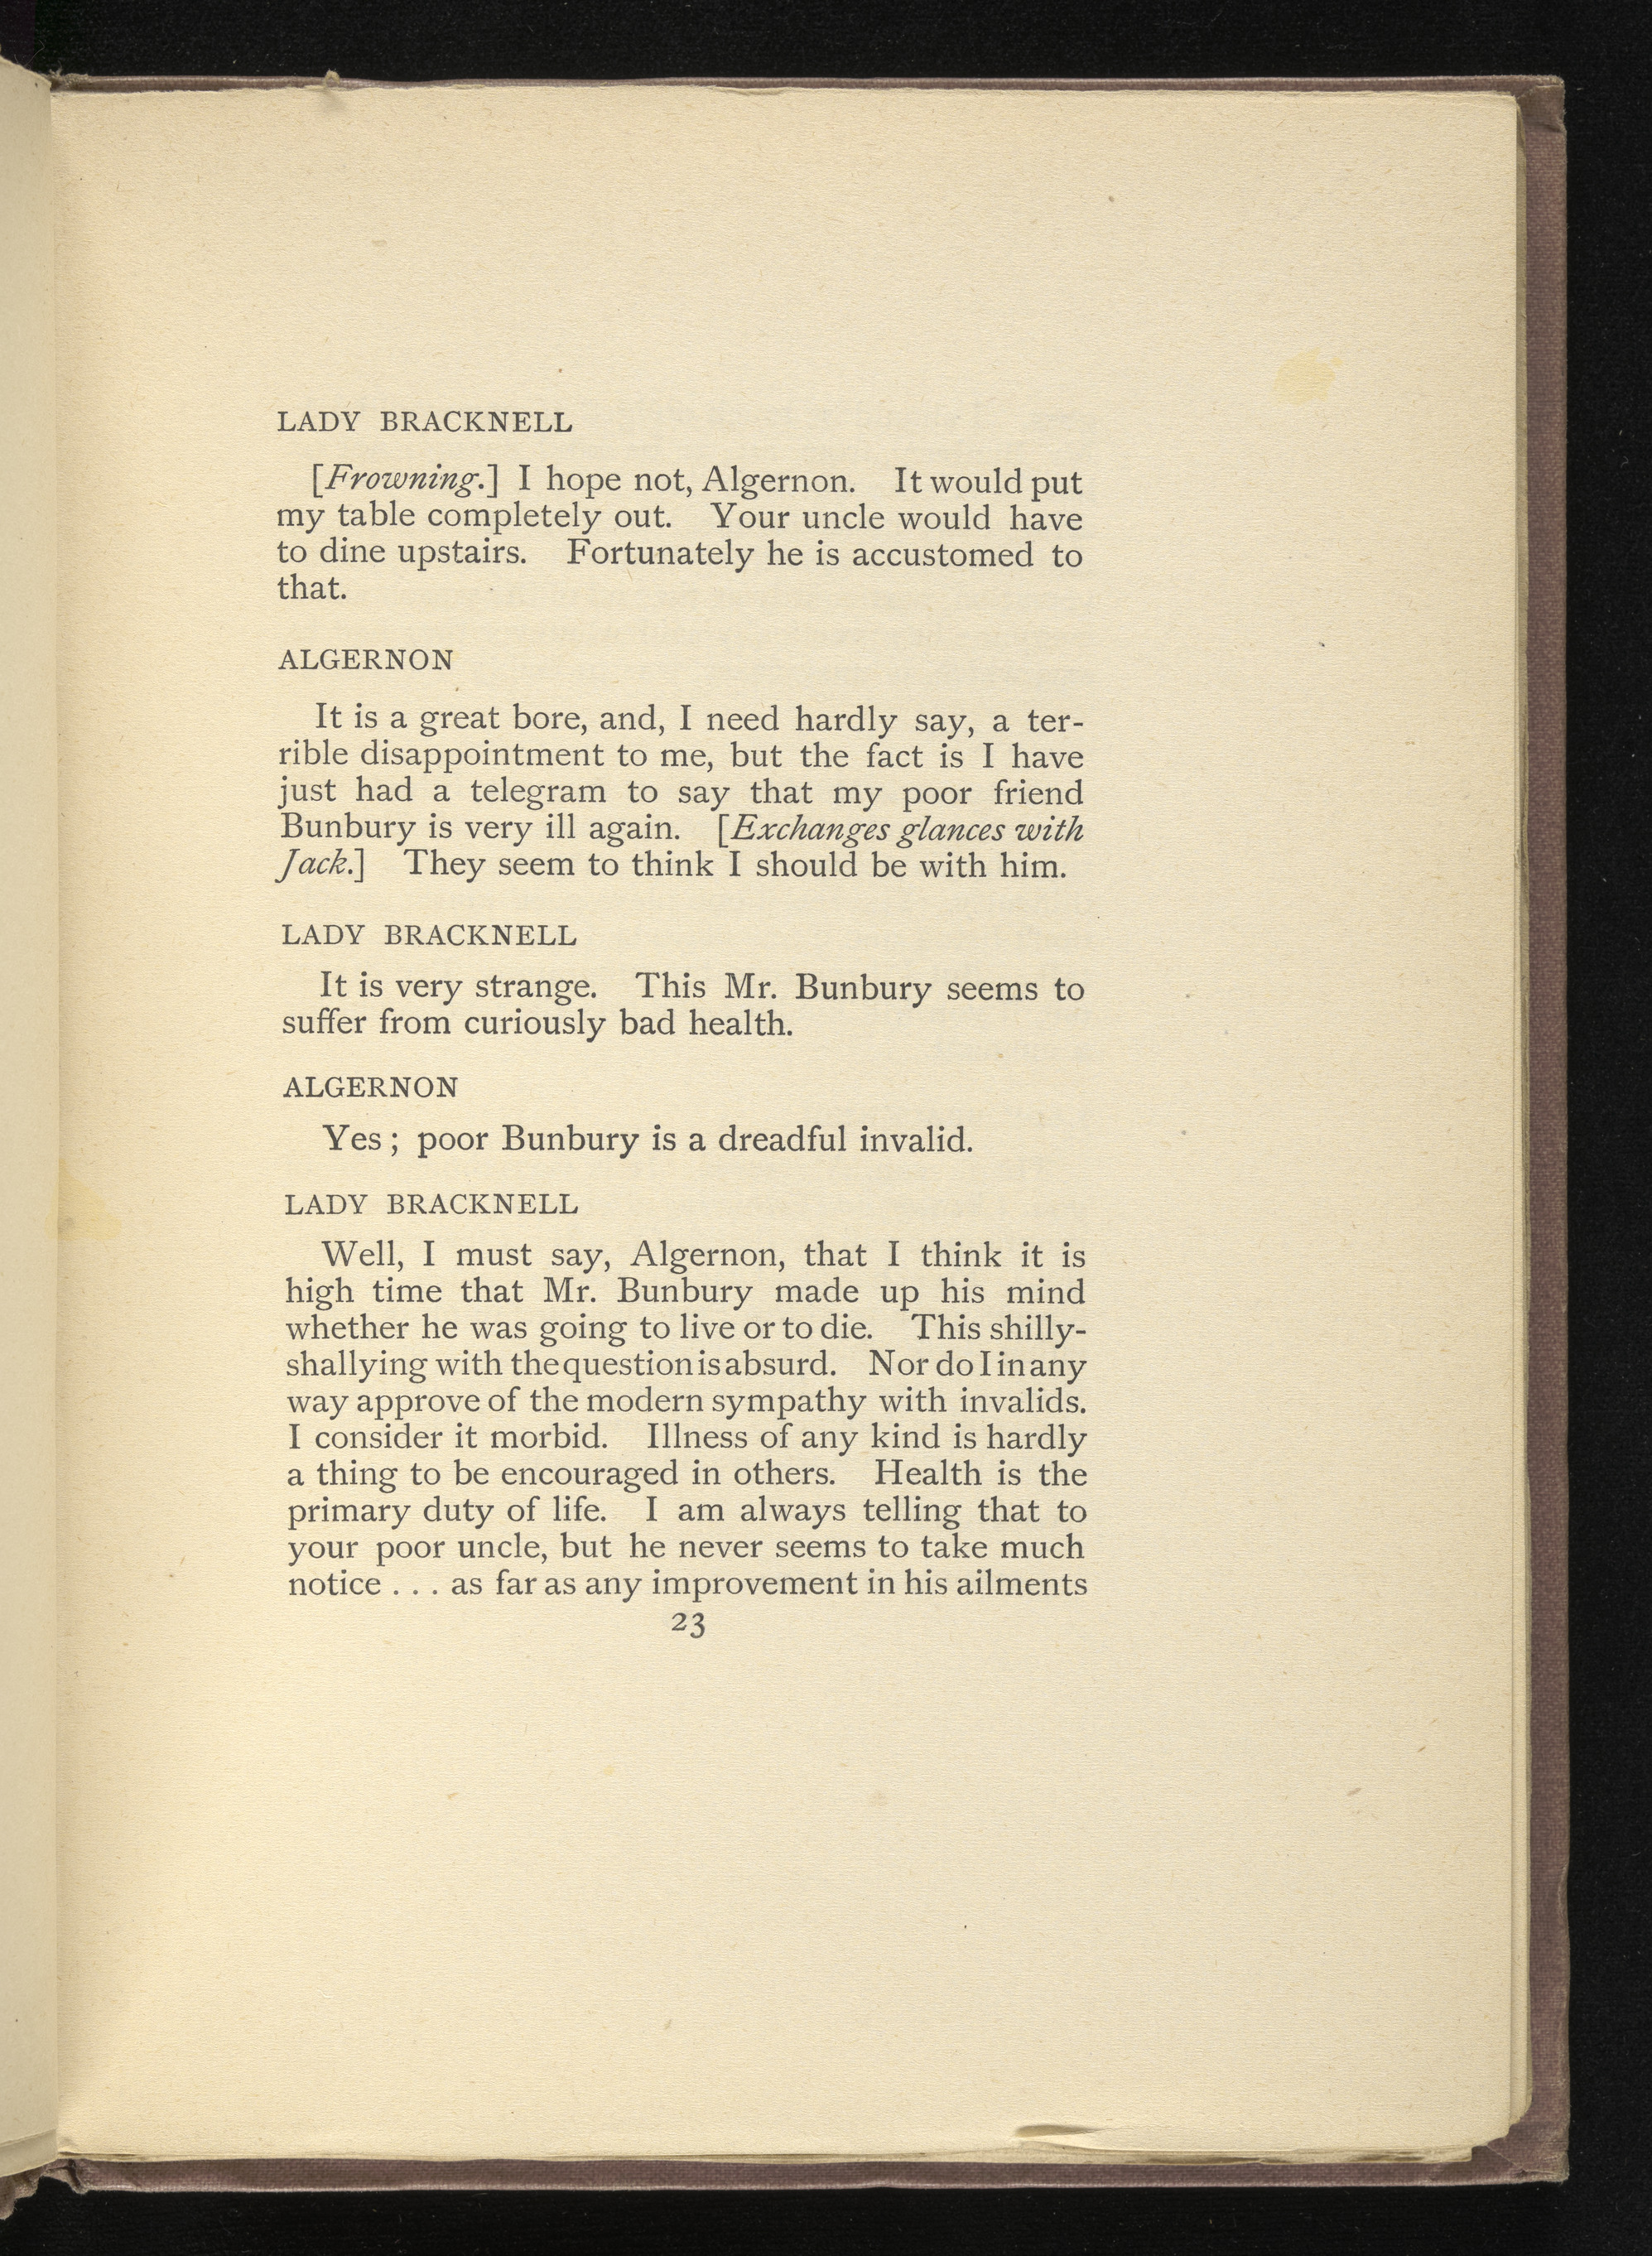 LADY BRACKNELL
[Frowning.] I hope not, Algernon. It would put
my table completely out. Your uncle would have
to dine upstairs. Fortunately he is accustomed to
that.
ALGERNON
It is a great bore, and, I need hardly say, a ter-
rible disappointment to me, but the fact is I have
just had a telegram to say that my poor friend
Bunbury is very ill again. [Exchanges glances with
Jack.] They seem to think I should be with him.
LADY BRACKNELL
It is very strange. This Mr. Bunbury seems to
suffer from curiously bad health.
ALGERNON
Yes ; poor Bunbury is a dreadful invalid.
LADY BRACKNELL
Well, I must say, Algernon, that I think it is
high time that Mr. Bunbury made up his mind
whether he was going to live or to die. This shilly-
shallying with the question is absurd. Nor do I in any
way approve of the modern sympathy with invalids.
I consider it morbid. Illness of any kind is hardly
a thing to be encouraged in others. Health is the
primary duty of life. I am always telling that to
your poor uncle, but he never seems to take much
notice . . . as far as any improvement in his ailments
23